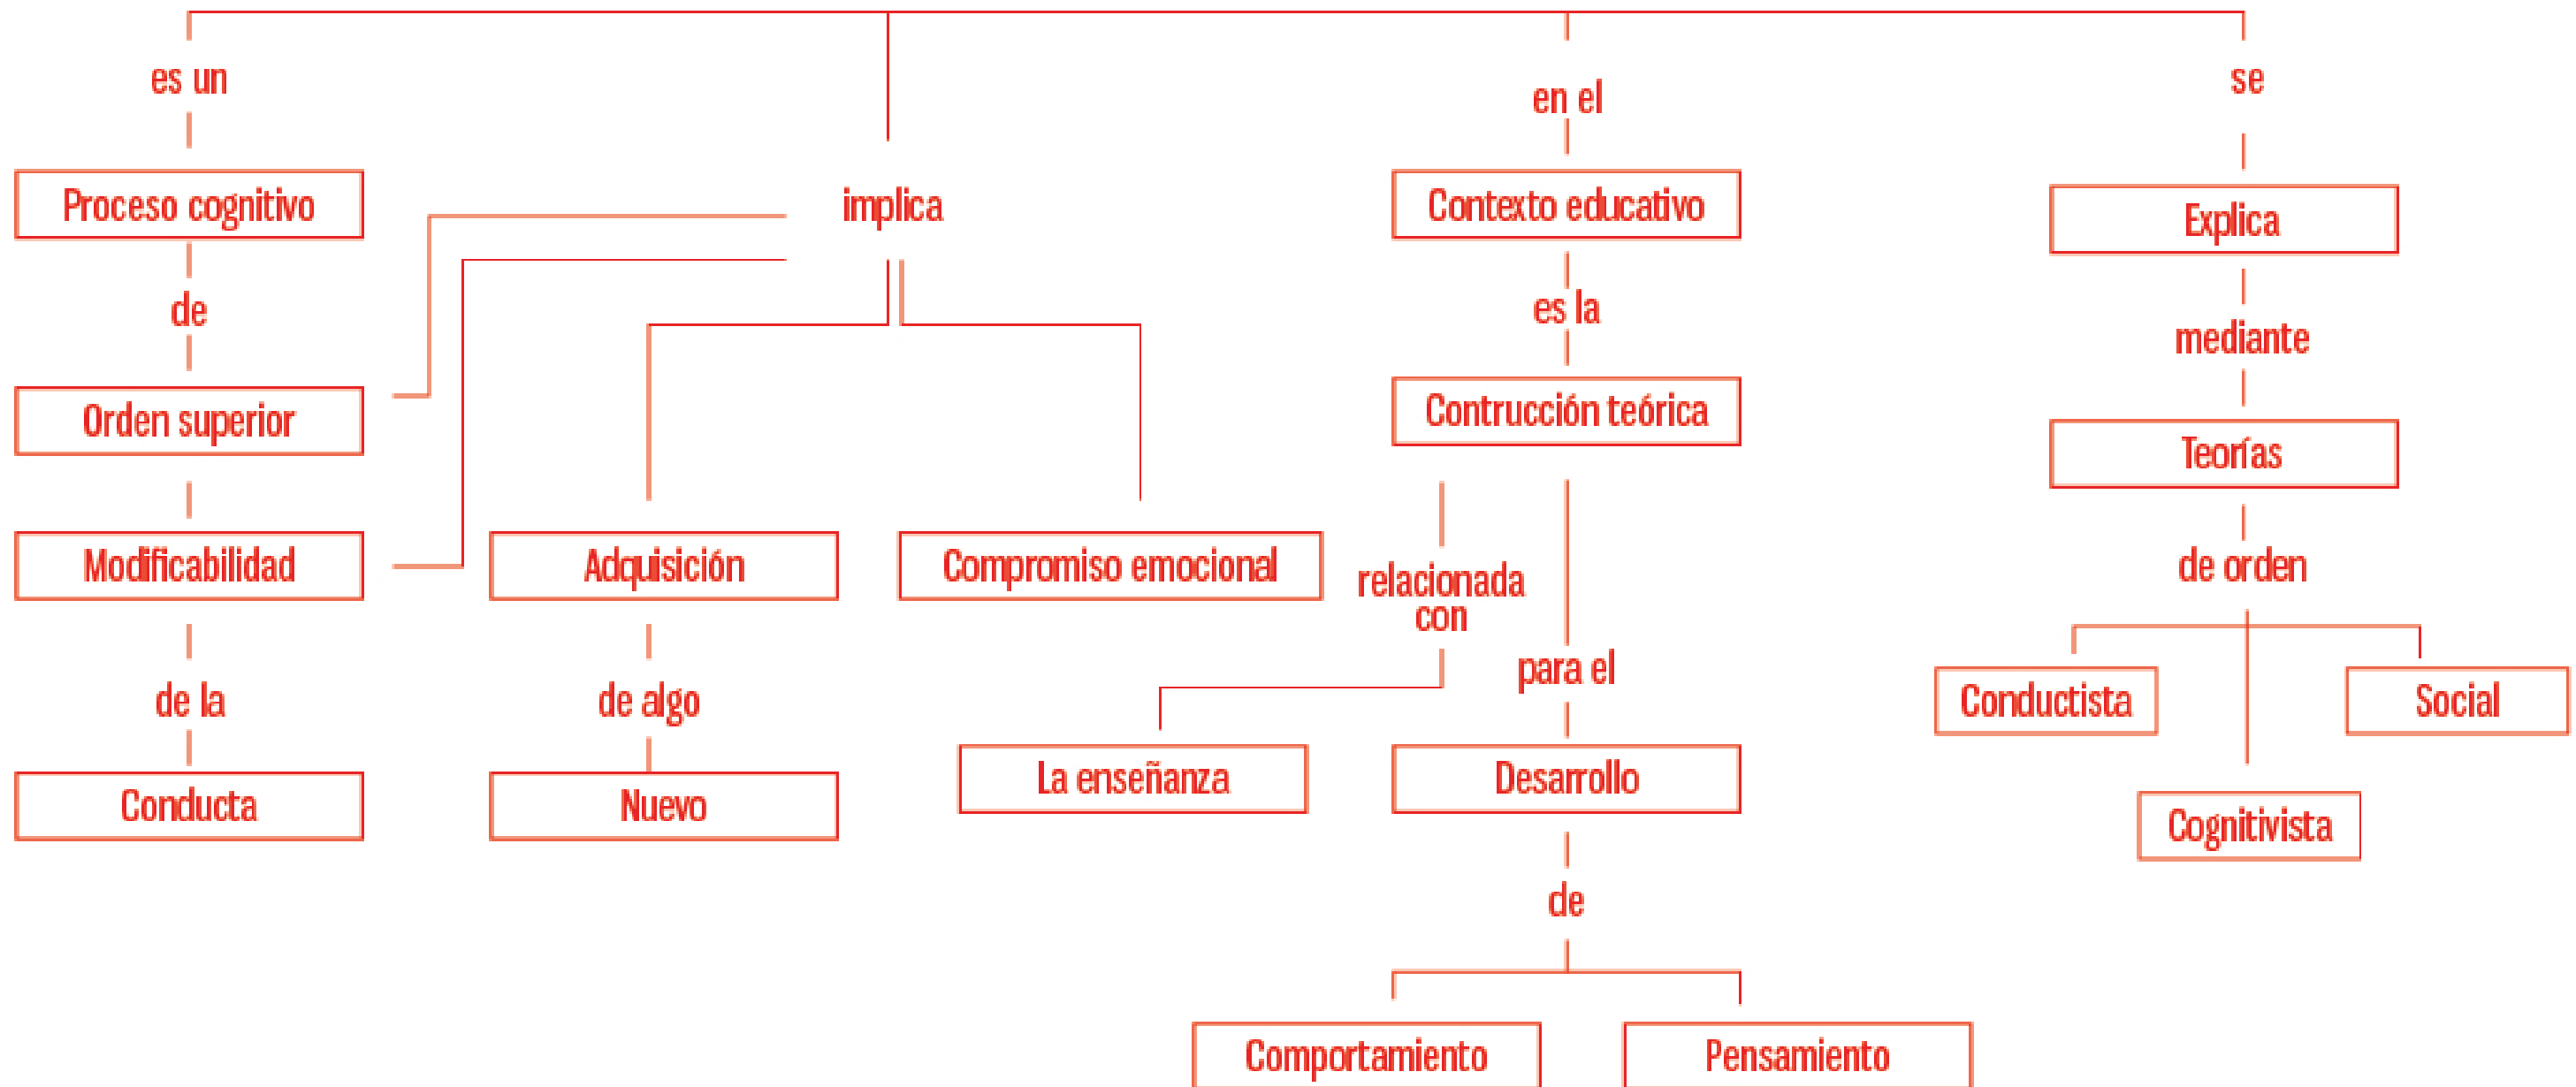 es un
en el
se
Proceso cognitivo
implica
Contexto educativo
Explica
de
es la
mediante
Orden superior
Contrucción teórica
Teorías
Modificabilidad
Adquisición
Compromiso emocional
relacionada
con
de orden
de la
de algo
para el
Conductista
Social
Conducta
Nuevo
La enseñanza
Desarrollo
Cognitivista
de
Comportamiento
Pensamiento